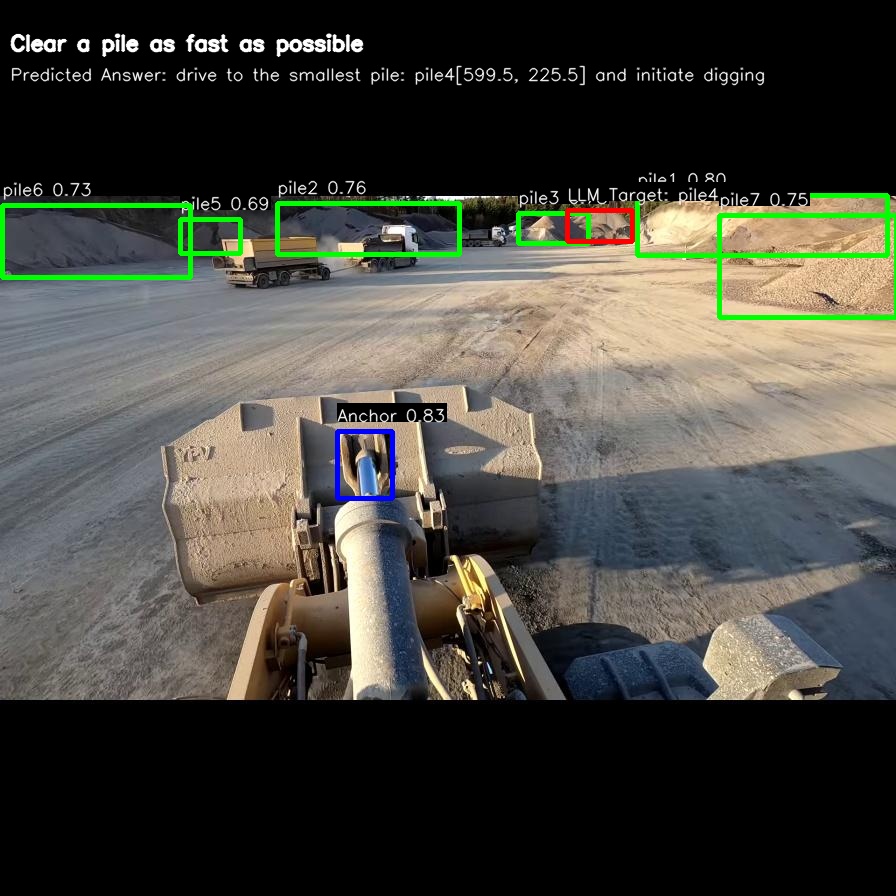 Clear a pile as fast as possible
Predicted Answer: drive to the smallest pile: pile4[599.5, 225.5] and initiate digging
pile1 0.80
pile6 0.73
pile5 0.69
pile2 0.76
pile3
LLM Target: pile4
pile7 0.75
Anchor 0.83